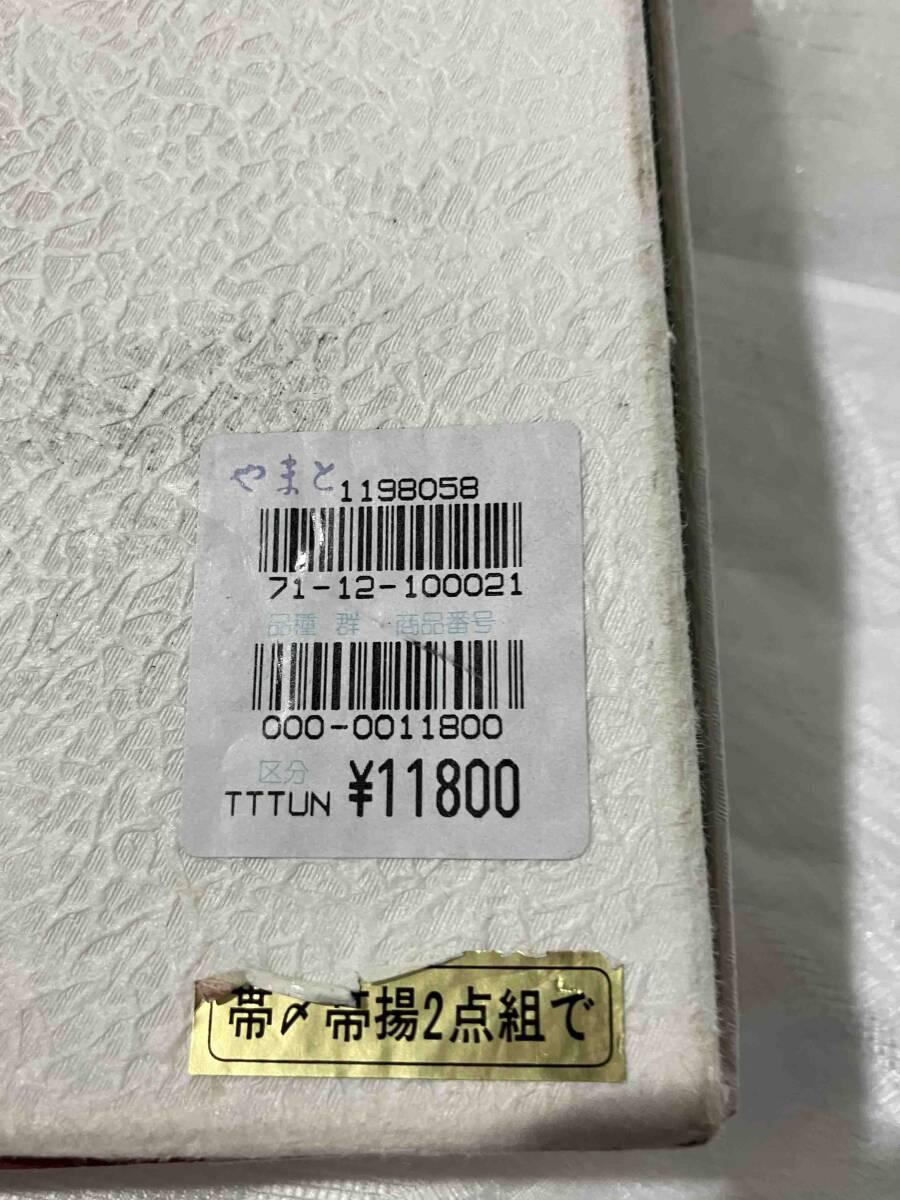 やまと 1198058
71-12-100021
品種 群 商品番号
000-0011800
区分
TTTUN ¥11800
帯〆帯揚2点組で